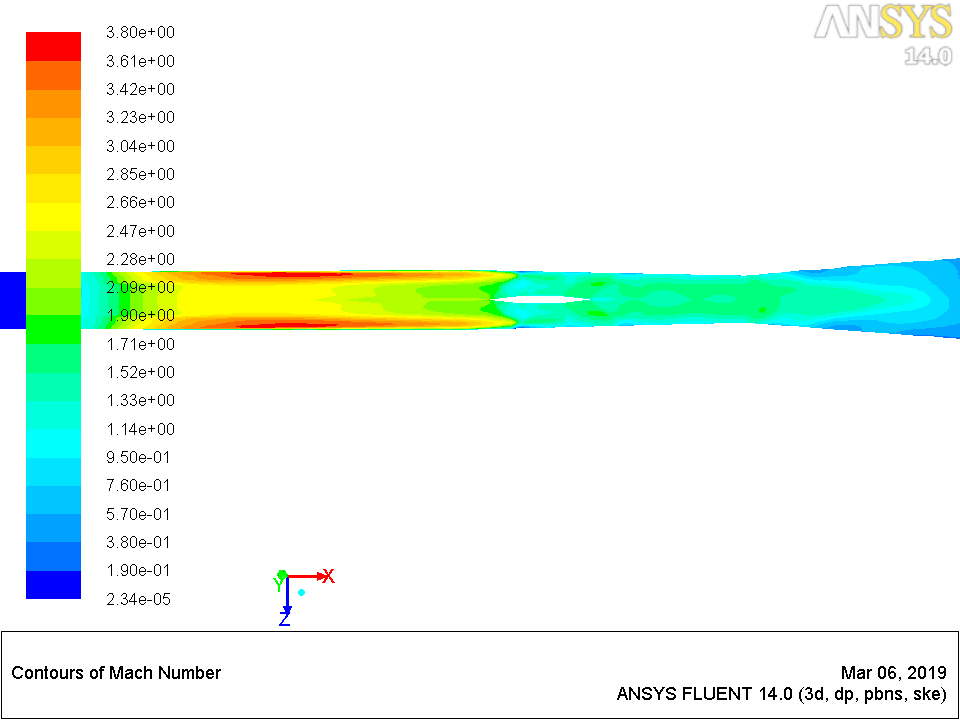 ANSYS
14.0
3.80e+00
3.61e+00
3.42e+00
3.23e+00
3.04e+00
2.85e+00
2.66e+00
2.47e+00
2.28e+00
2.09e+00
1.90e+00
1.71e+00
1.52e+00
1.33e+00
1.14e+00
9.50e-01
7.60e-01
5.70e-01
3.80e-01
1.90e-01
2.34e-05
X
Y
Z
Contours of Mach Number
Mar 06, 2019
ANSYS FLUENT 14.0 (3d, dp, pbns, ske)